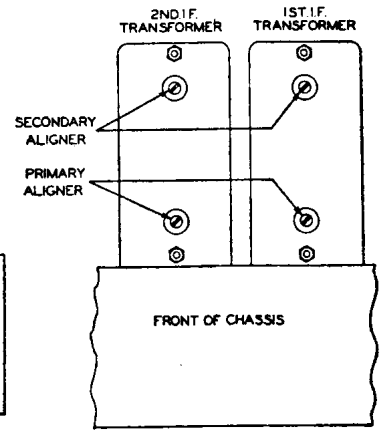 2ND.I.F.
TRANSFORMER
1ST.I.F.
TRANSFORMER
SECONDARY
ALIGNER
PRIMARY
ALIGNER
FRONT OF CHASSIS